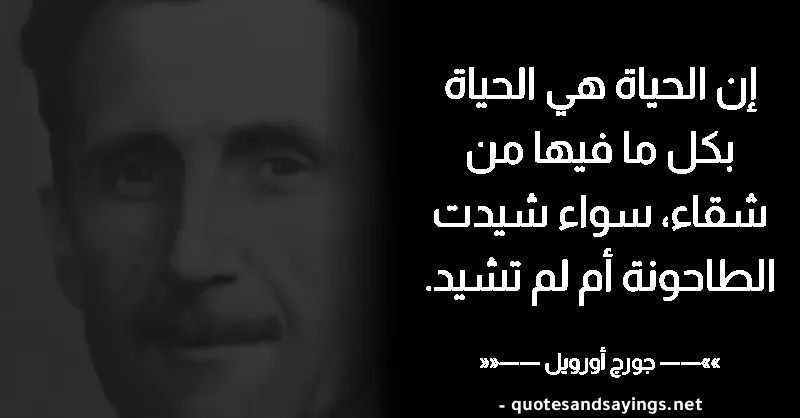 إن الحياة هي الحياة
بكل ما فيها من
شقاء، سواء شيدت
الطاحونة أم لم تشيد.
««—— جورج أورويل ——»»
- quotesandsayings.net